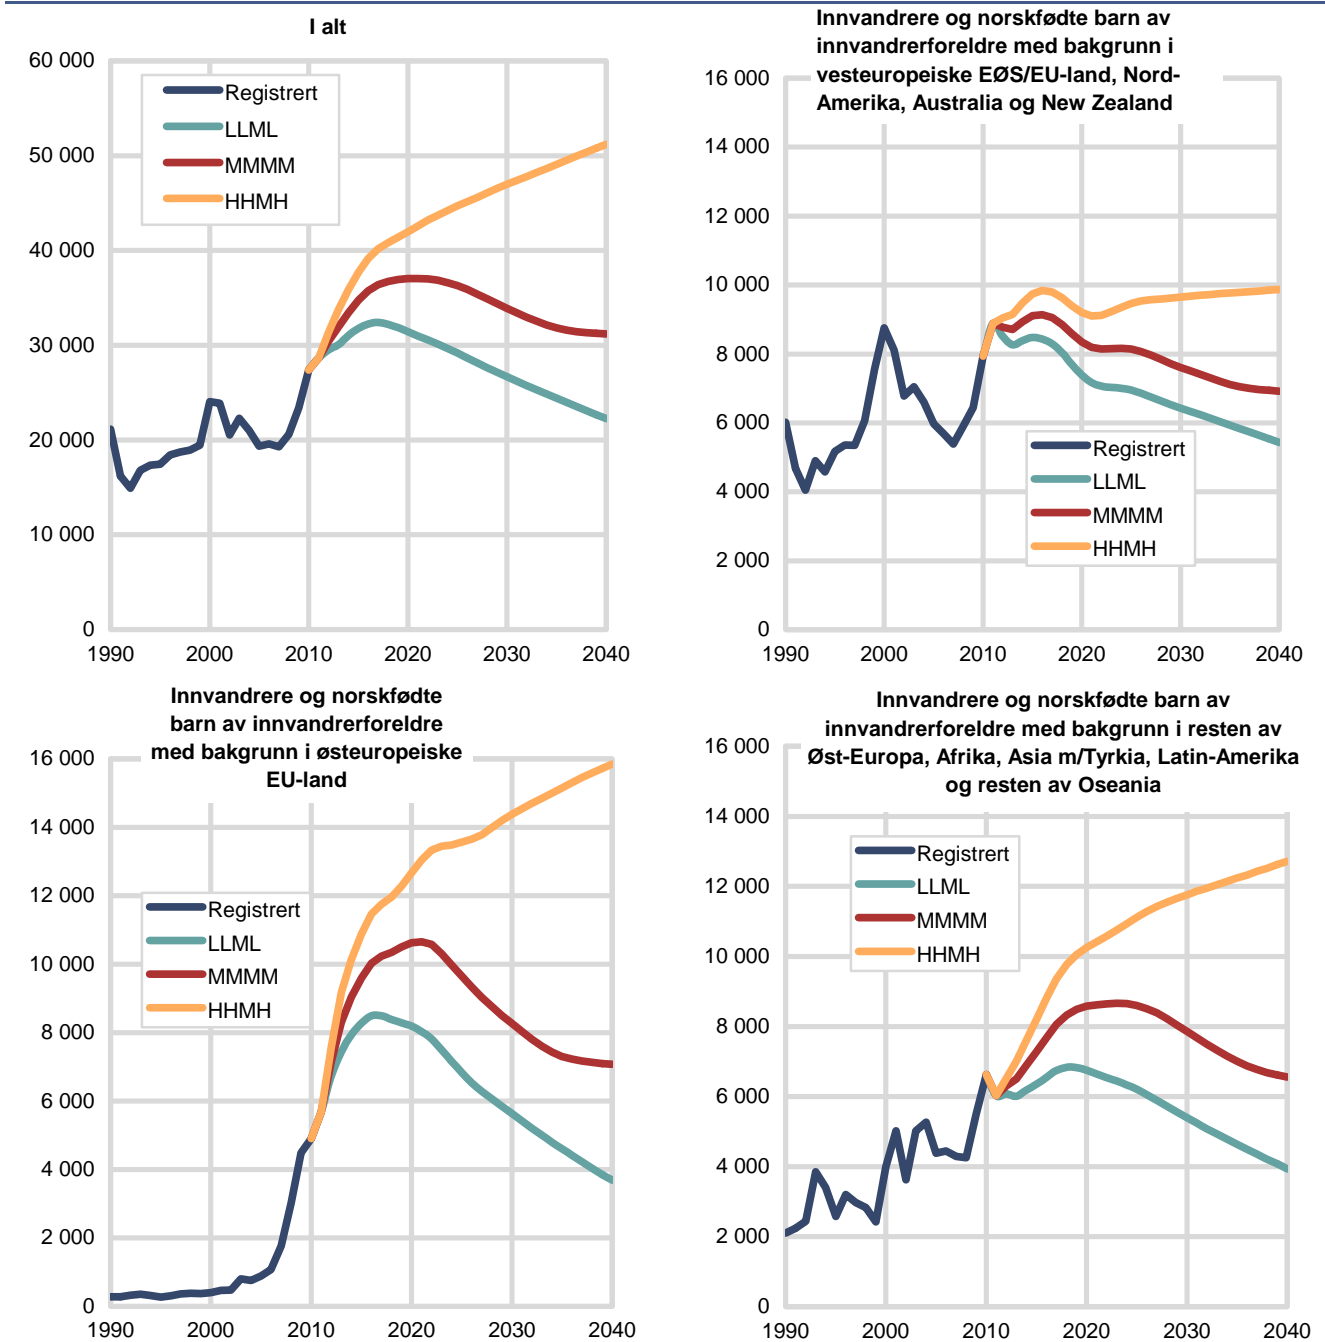 I alt
60 000
50 000
40 000
30 000
20 000
10 000
0
1990 2000 2010 2020 2030 2040
Registrert
LLML
MMMM
HHMH
Innvandrere og norskfødte barn av
innvandrerforeldre med bakgrunn i
vesteuropeiske EØS/EU-land, Nord-
Amerika, Australia og New Zealand
16 000
14 000
12 000
10 000
8 000
6 000
4 000
2 000
0
1990 2000 2010 2020 2030 2040
Registrert
LLML
MMMM
HHMH
Innvandrere og norskfødte
barn av innvandrerforeldre
med bakgrunn i østeuropeiske
EU-land
16 000
14 000
12 000
10 000
8 000
6 000
4 000
2 000
0
1990 2000 2010 2020 2030 2040
Registrert
LLML
MMMM
HHMH
Innvandrere og norskfødte barn av
innvandrerforeldre med bakgrunn i resten av
Øst-Europa, Afrika, Asia m/Tyrkia, Latin-Amerika
og resten av Oseania
16 000
14 000
12 000
10 000
8 000
6 000
4 000
2 000
0
1990 2000 2010 2020 2030 2040
Registrert
LLML
MMMM
HHMH